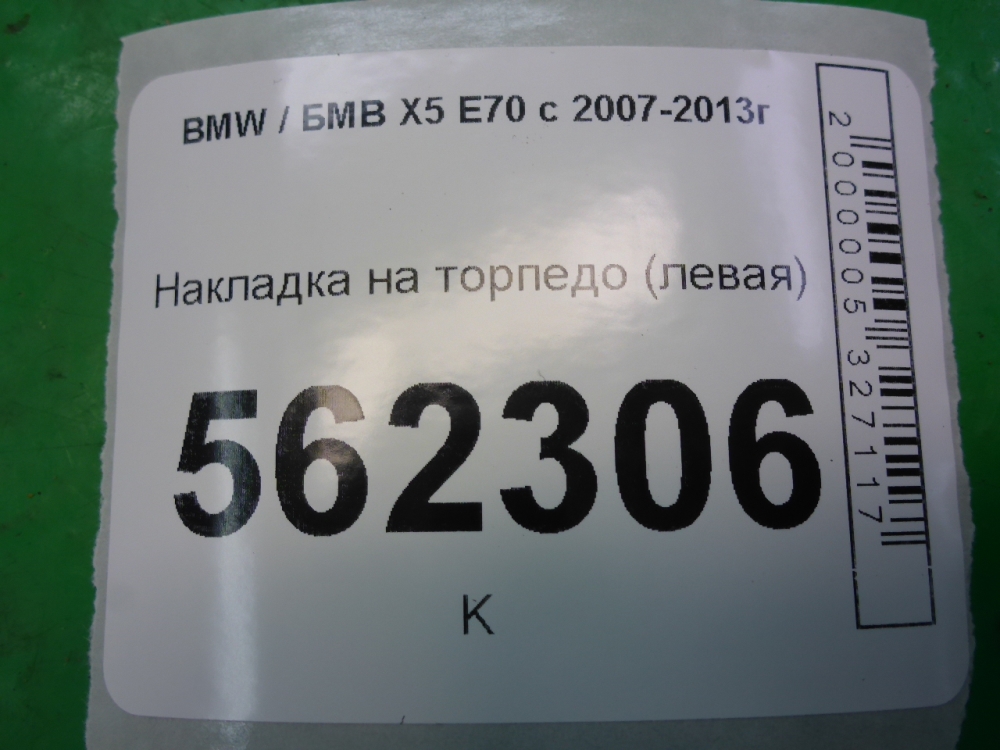 BMW / БМВ X5 E70 с 2007-2013г
Накладка на торпедо (левая)
562306
К
2000005327117